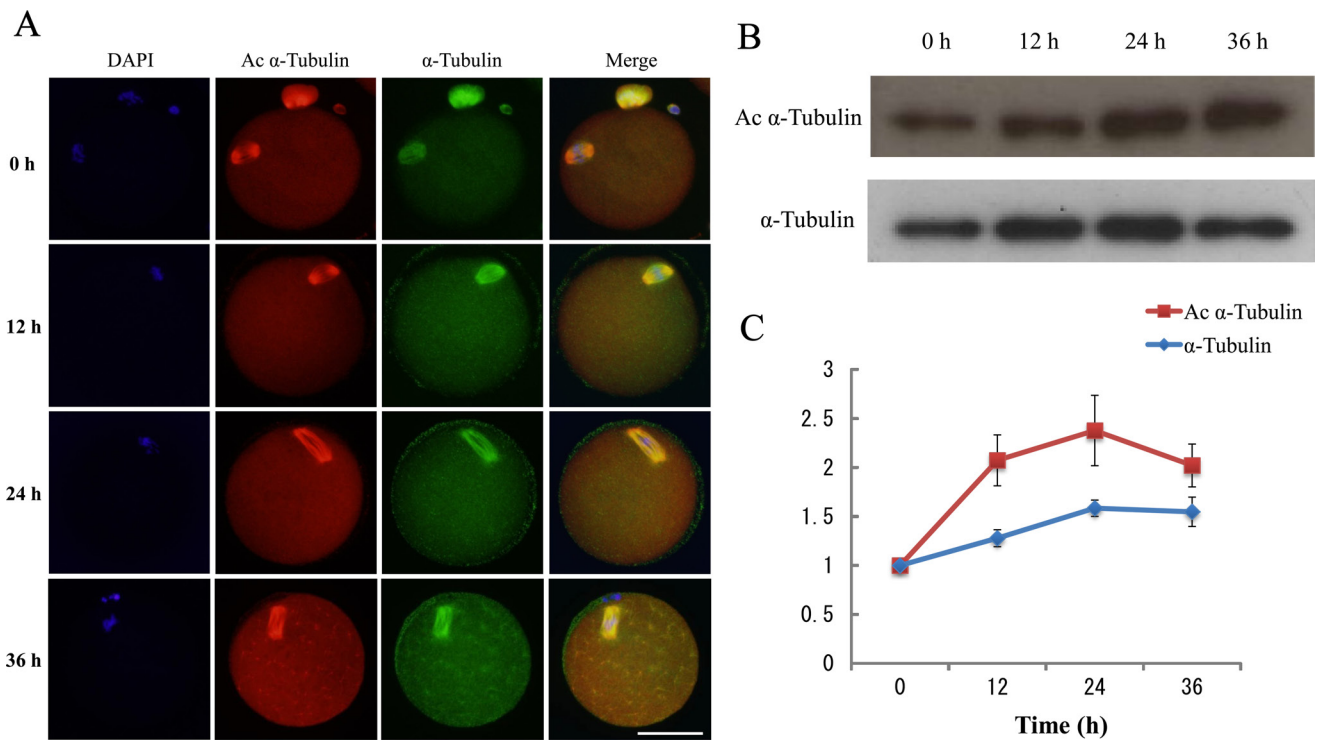 A
DAPI Ac α-Tubulin α-Tubulin Merge
0 h
12 h
24 h
36 h
B
0 h 12 h 24 h 36 h
Ac α-Tubulin
α-Tubulin
C
Ac α-Tubulin
α-Tubulin
3
2.5
2
1.5
1
0.5
0
0 12 24 36
Time (h)